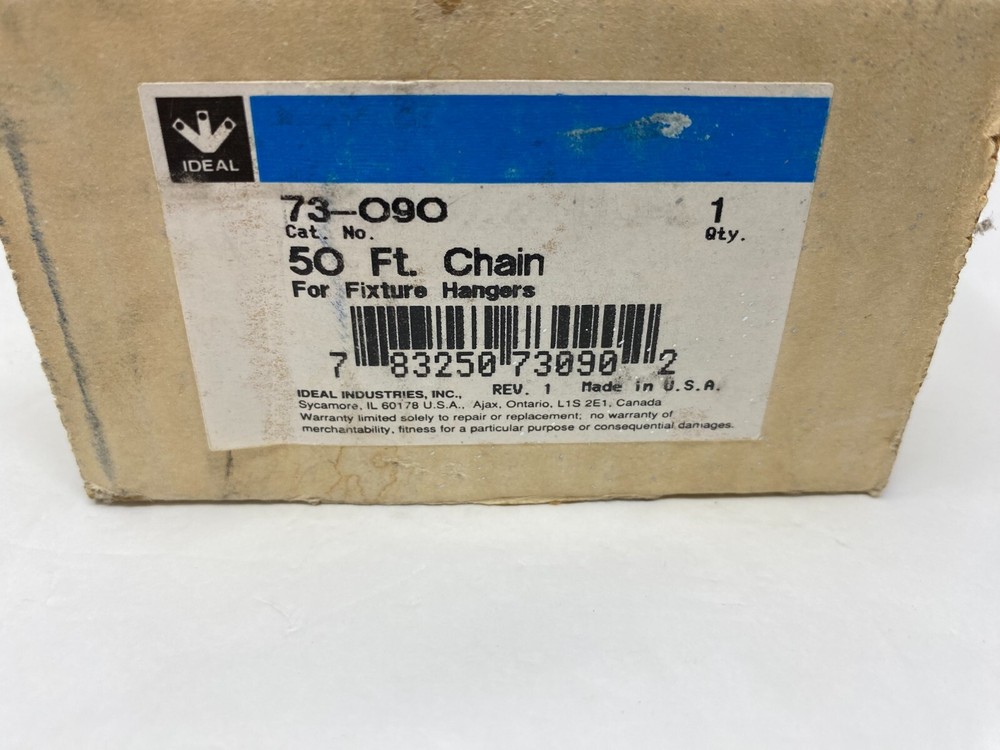 IDEAL
73-090 1
Cat. No. Qty.
50 Ft. Chain
For Fixture Hangers
7 83250 73090 2
REV. 1 Made in U.S.A.
IDEAL INDUSTRIES, INC.,
Sycamore, IL 60178 U.S.A., Ajax, Ontario, L1S 2E1, Canada
Warranty limited solely to repair or replacement; no warranty of
merchantability, fitness for a particular purpose or consequential damages.